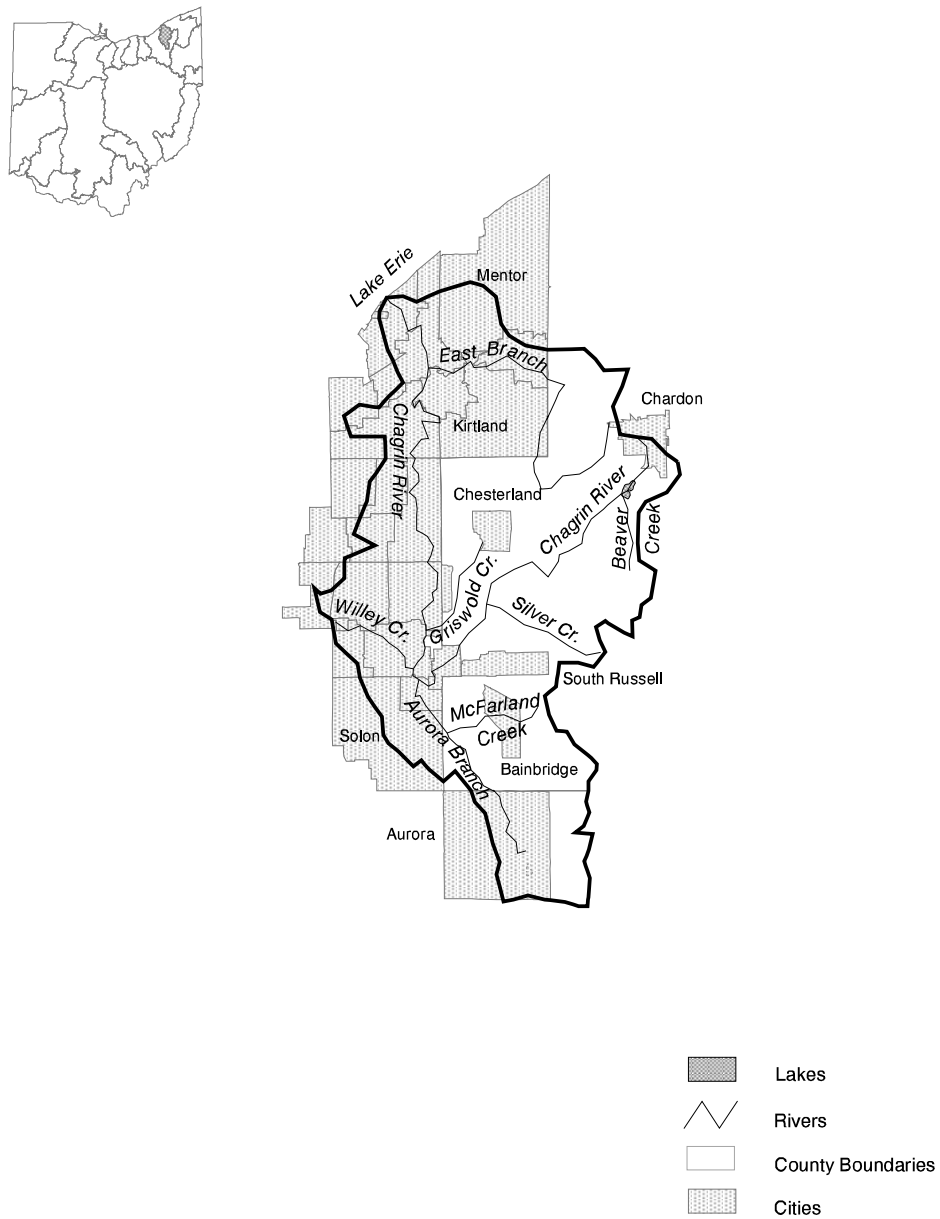 Lake Erie
Mentor
East Branch
Chardon
Kirtland
Chagrin River
Chesterland
Chagrin River
Beaver
Creek
Griswold Cr.
Willey Cr.
Silver Cr.
South Russell
McFarland
Creek
Aurora Branch
Solon
Bainbridge
Aurora
Lakes
Rivers
County Boundaries
Cities